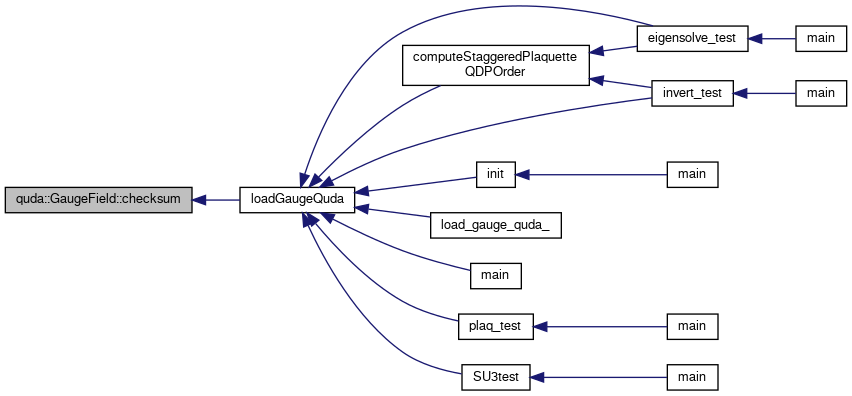 quda::GaugeField::checksum
loadGaugeQuda
computeStaggeredPlaquette
QDPOrder
eigensolve_test
main
invert_test
main
init
main
load_gauge_quda_
main
plaq_test
main
SU3test
main